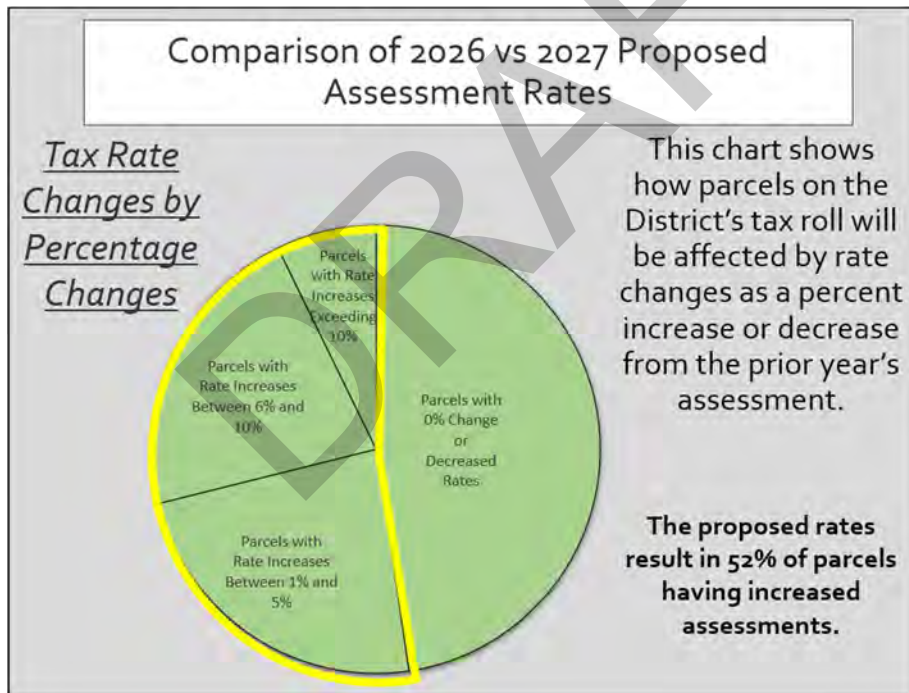 Comparison of 2026 vs 2027 Proposed
Assessment Rates
Tax Rate
Changes by
Percentage
Changes
This chart shows
how parcels on the
District's tax roll will
be affected by rate
changes as a percent
increase or decrease
from the prior year's
assessment.
The proposed rates
result in 52% of parcels
having increased
assessments.
Parcels
with Rate
Increases
Exceeding
10%
Parcels with
Rate Increases
Between 6% and
10%
Parcels with
0% Change
or
Decreased
Rates
Parcels with
Rate Increases
Between 1% and
5%
DRAF